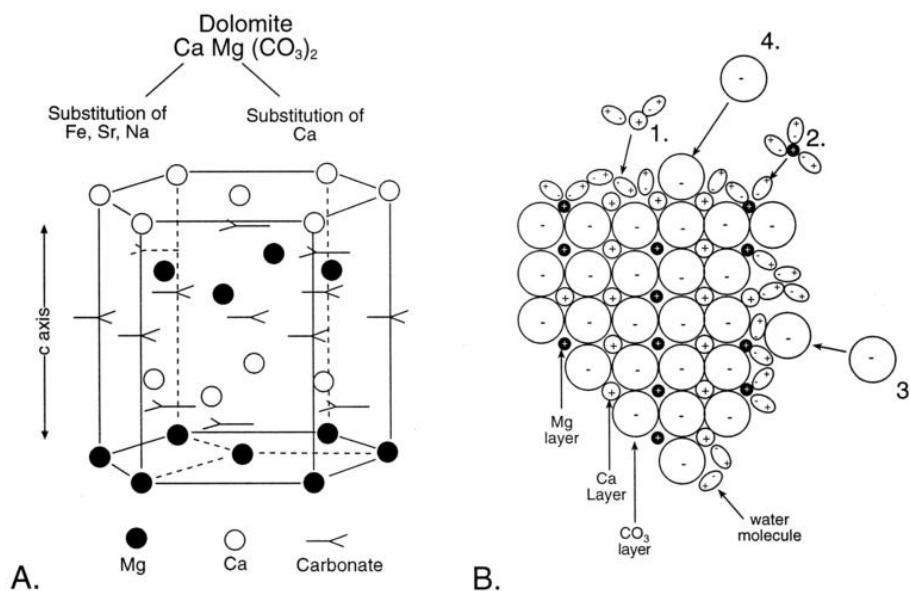 Dolomite
Ca Mg (CO₃)₂
Substitution of
Fe, Sr, Na
Substitution of
Ca
c axis
Mg
Ca
Carbonate
A.
4.
1.
2.
3
Mg
layer
Ca
Layer
CO₃
layer
water
molecule
B.